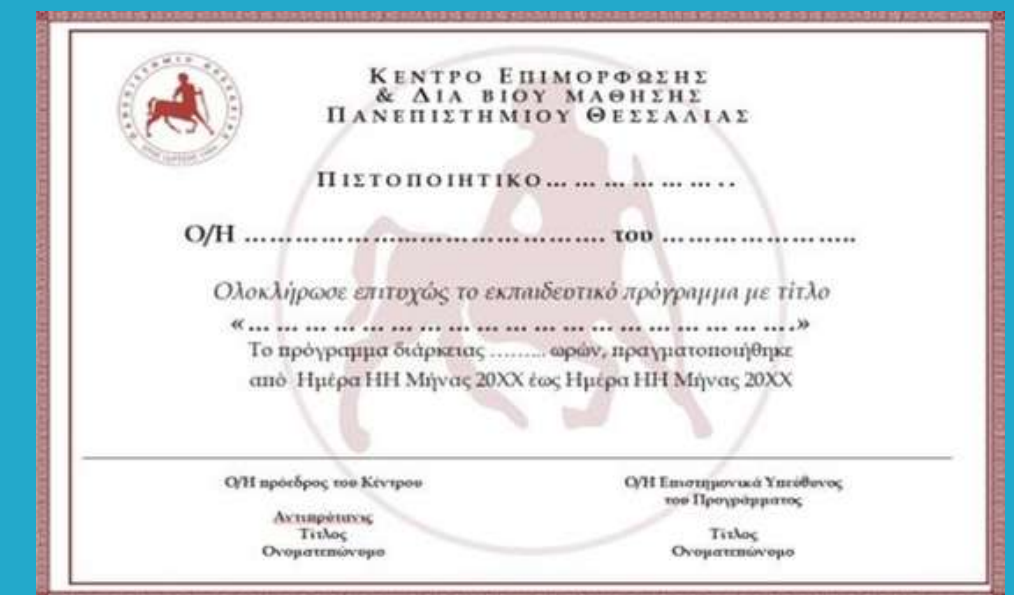 ΚΕΝΤΡΟ ΕΠΙΜΟΡΦΩΣΗΣ
& ΔΙΑ ΒΙΟΥ ΜΑΘΗΣΗΣ
ΠΑΝΕΠΙΣΤΗΜΙΟΥ ΘΕΣΣΑΛΙΑΣ
ΠΑΝΕΠΙΣΤΗΜΙΟ ΘΕΣΣΑΛΙΑΣ
ΠΙΣΤΟΠΟΙΗΤΙΚΟ… … … … … … . .
Ο/Η ……………………………………. του …………………..
Ολοκλήρωσε επιτυχώς το εκπαιδευτικό πρόγραμμα με τίτλο
«… … … … … … … … … … … … … … … … … … ….»
Το πρόγραμμα διάρκειας ……... ωρών, πραγματοποιήθηκε
από Ημέρα ΗΗ Μήνας 20ΧΧ έως Ημέρα ΗΗ Μήνας 20ΧΧ
Ο/Η πρόεδρος του Κέντρου
Αντιπρύτανις
Τίτλος
Ονοματεπώνυμο
Ο/Η Επιστημονικά Υπεύθυνος
του Προγράμματος
Τίτλος
Ονοματεπώνυμο